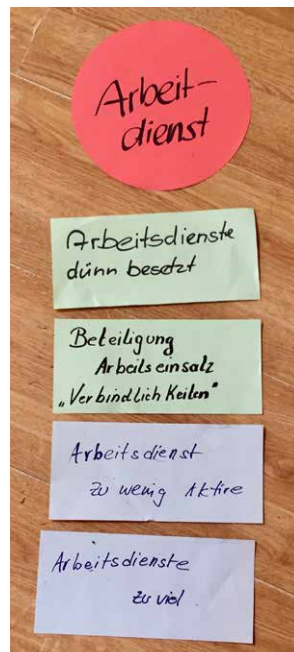 Arbeit-
dienst
Arbeitsdienste
dünn besetzt
Beteiligung
Arbeitseinsatz
„Verbindlichkeiten"
Arbeitsdienst
zu wenig Aktive
Arbeitsdienste
zu viel